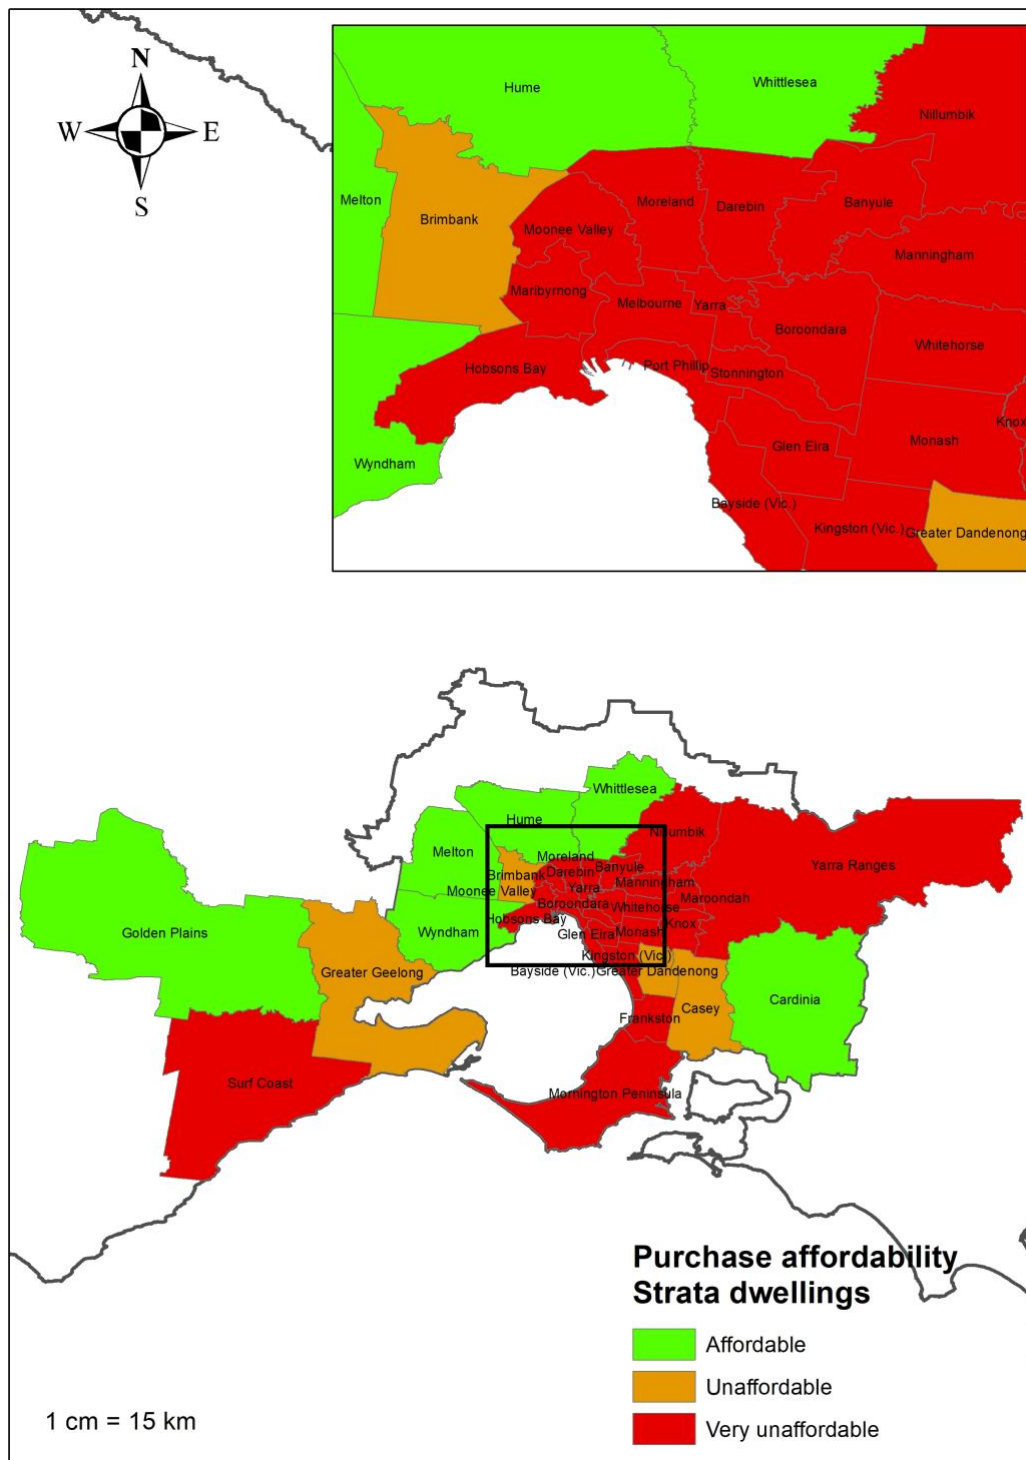 N
W E
S
Hume
Whittlesea
Nillumbik
Melton
Brimbank
Moreland
Darebin
Banyule
Moonee Valley
Manningham
Maribyrnong
Melbourne
Yarra
Boroondara
Whitehorse
Hobsons Bay
Port Phillip
Stonnington
Knox
Glen Eira
Monash
Wyndham
Bayside (Vic.)
Kingston (Vic.)
Greater Dandenong
Whittlesea
Hume
Nillumbik
Melton
Moreland
Yarra Ranges
Brimbank
Darebin
Banyule
Moonee Valley
Yarra
Manningham
Maroondah
Boroondara
Whitehorse
Hobsons Bay
Knox
Golden Plains
Wyndham
Glen Eira
Monash
Kingston (Vic.)
Greater Geelong
Bayside (Vic.)
Greater Dandenong
Cardinia
Casey
Frankston
Surf Coast
Mornington Peninsula
Purchase affordability
Strata dwellings
Affordable
Unaffordable
Very unaffordable
1 cm = 15 km